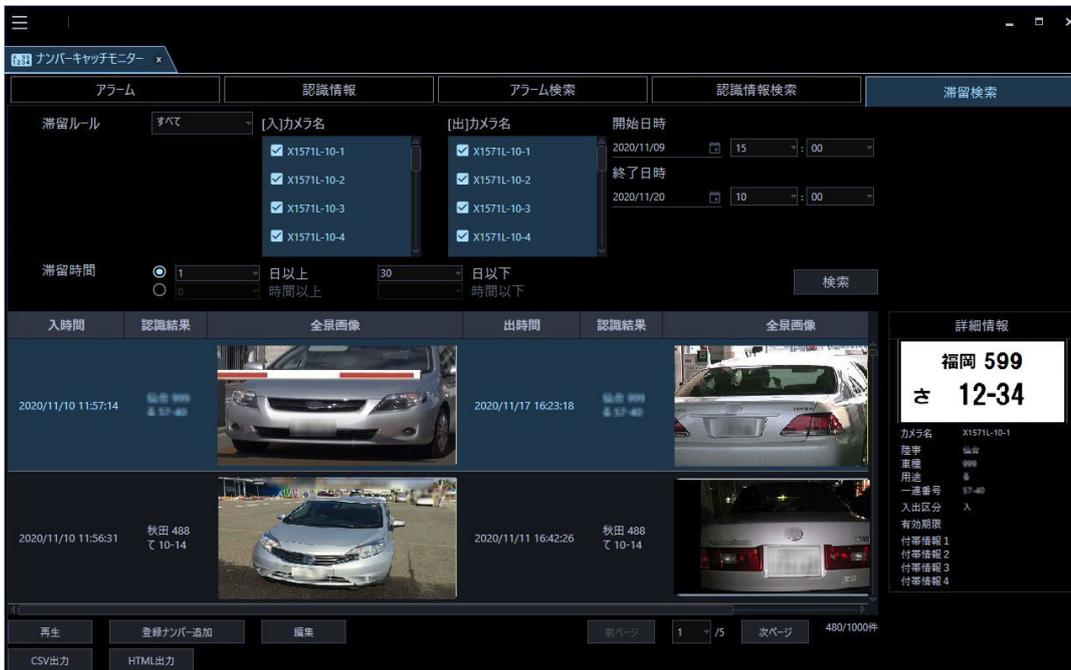 ナンバーキャッチモニター x
アラーム 認識情報 アラーム検索 認識情報検索 滞留検索
滞留ルール すべて [入]カメラ名 [出]カメラ名 開始日時
X1571L-10-1 X1571L-10-1 2020/11/09 15 : 00
X1571L-10-2 X1571L-10-2 終了日時
X1571L-10-3 X1571L-10-3 2020/11/20 10 : 00
X1571L-10-4 X1571L-10-4
滞留時間 1 日以上 30 日以下
0 時間以上 時間以下
検索
入時間 認識結果 全景画像 出時間 認識結果 全景画像
2020/11/10 11:57:14 2020/11/17 16:23:18
2020/11/10 11:56:31 秋田 488 て 10-14 2020/11/11 16:42:26 秋田 488 て 10-14
詳細情報
福岡 599
さ 12-34
カメラ名 X1571L-10-1
陸事
車種
用途
一連番号
入出区分 入
有効期限
付帯情報 1
付帯情報 2
付帯情報 3
付帯情報 4
再生 登録ナンバー追加 編集 前ページ 1 /5 次ページ 480/1000件
CSV出力 HTML出力